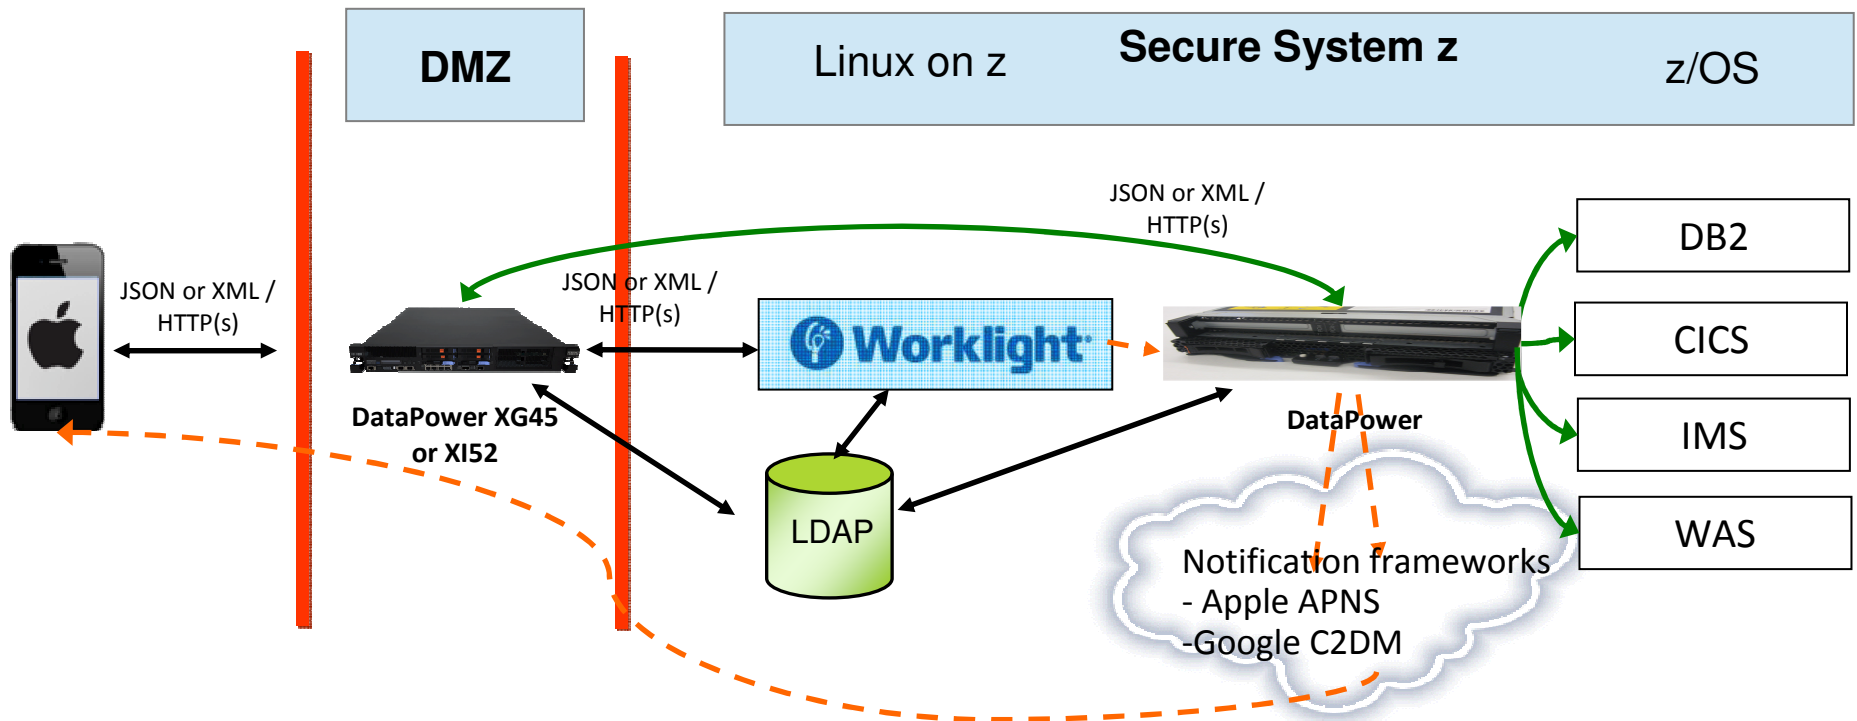 DMZ
Linux on z
Secure System z
z/OS
JSON or XML /
HTTP(s)
JSON or XML /
HTTP(s)
JSON or XML /
HTTP(s)
DB2
Worklight
CICS
DataPower XG45
or XI52
DataPower
IMS
LDAP
WAS
Notification frameworks
- Apple APNS
-Google C2DM